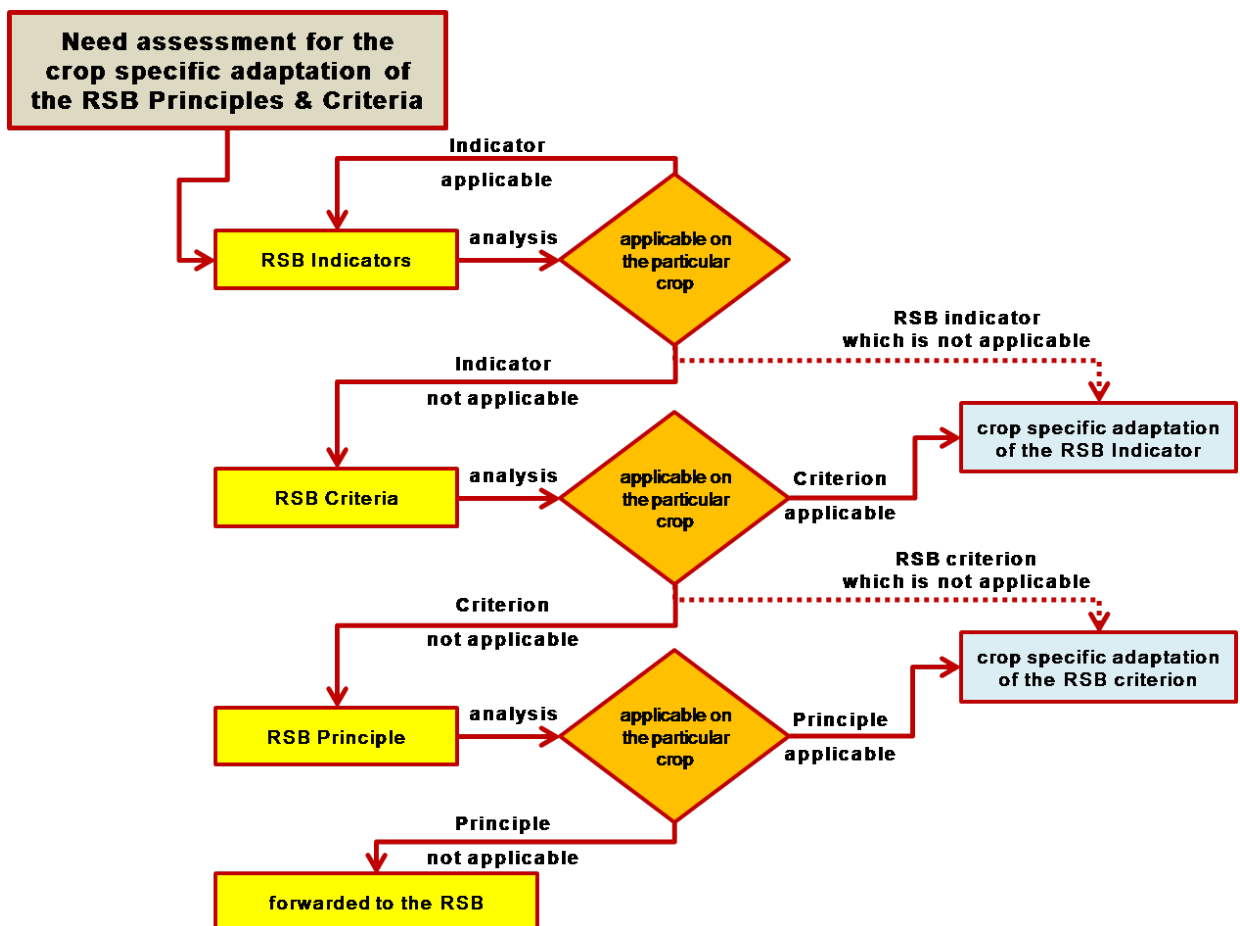 Need assessment for the
crop specific adaptation of
the RSB Principles & Criteria
Indicator
applicable
RSB Indicators
analysis
applicable on
the particular
crop
RSB indicator
which is not applicable
Indicator
not applicable
crop specific adaptation
of the RSB Indicator
RSB Criteria
analysis
applicable on
the particular
crop
Criterion
applicable
RSB criterion
which is not applicable
Criterion
not applicable
crop specific adaptation
of the RSB criterion
RSB Principle
analysis
applicable on
the particular
crop
Principle
applicable
Principle
not applicable
forwarded to the RSB